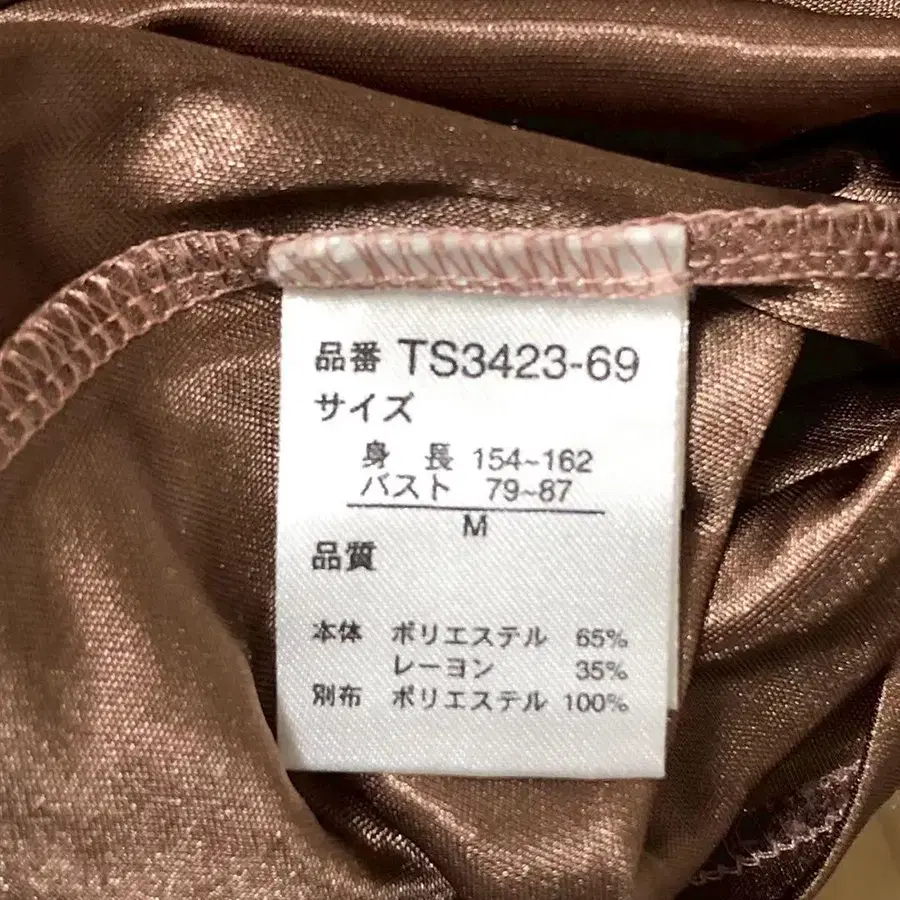 品番 TS3423-69
サイズ
身 長 154~162
バスト 79~87
M
品質
本体 ポリエステル 65%
レーヨン 35%
別布 ポリエステル 100%